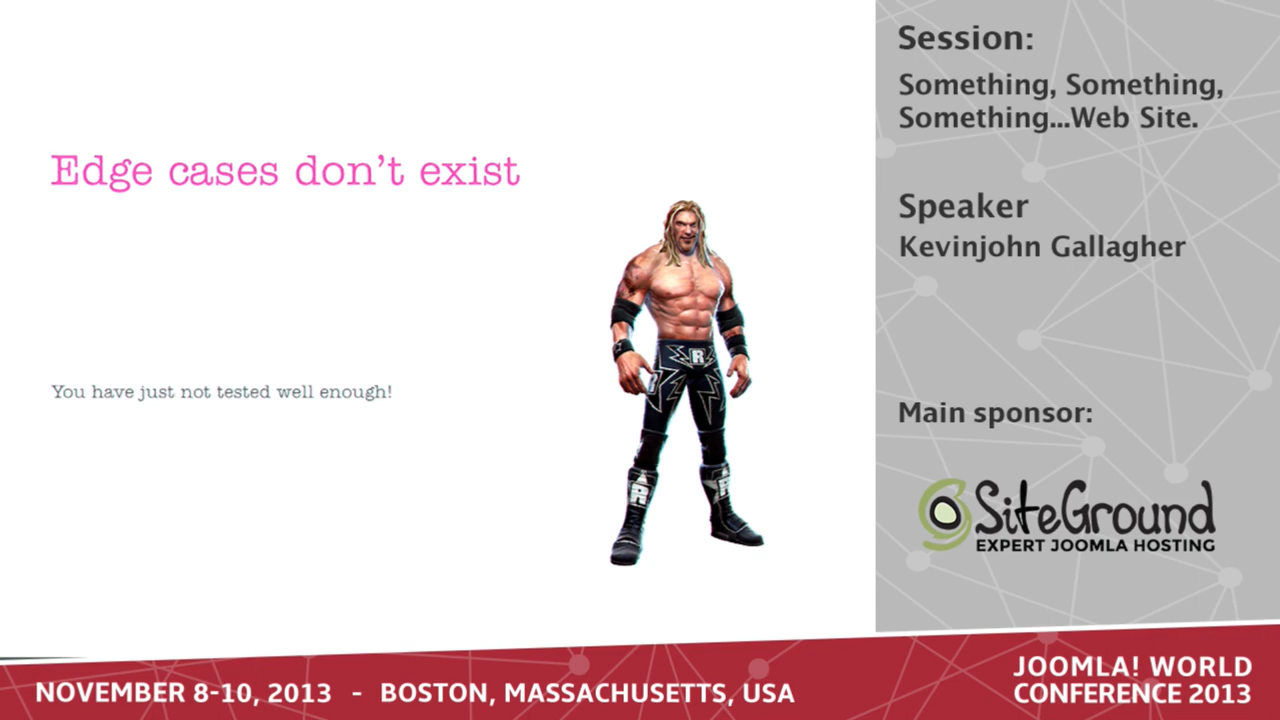 Edge cases don't exist
You have just not tested well enough!
R
R
R
Session:
Something, Something,
Something...Web Site.
Speaker
Kevinjohn Gallagher
Main sponsor:
SiteGround
EXPERT JOOMLA HOSTING
NOVEMBER 8-10, 2013 - BOSTON, MASSACHUSETTS, USA
JOOMLA! WORLD
CONFERENCE 2013